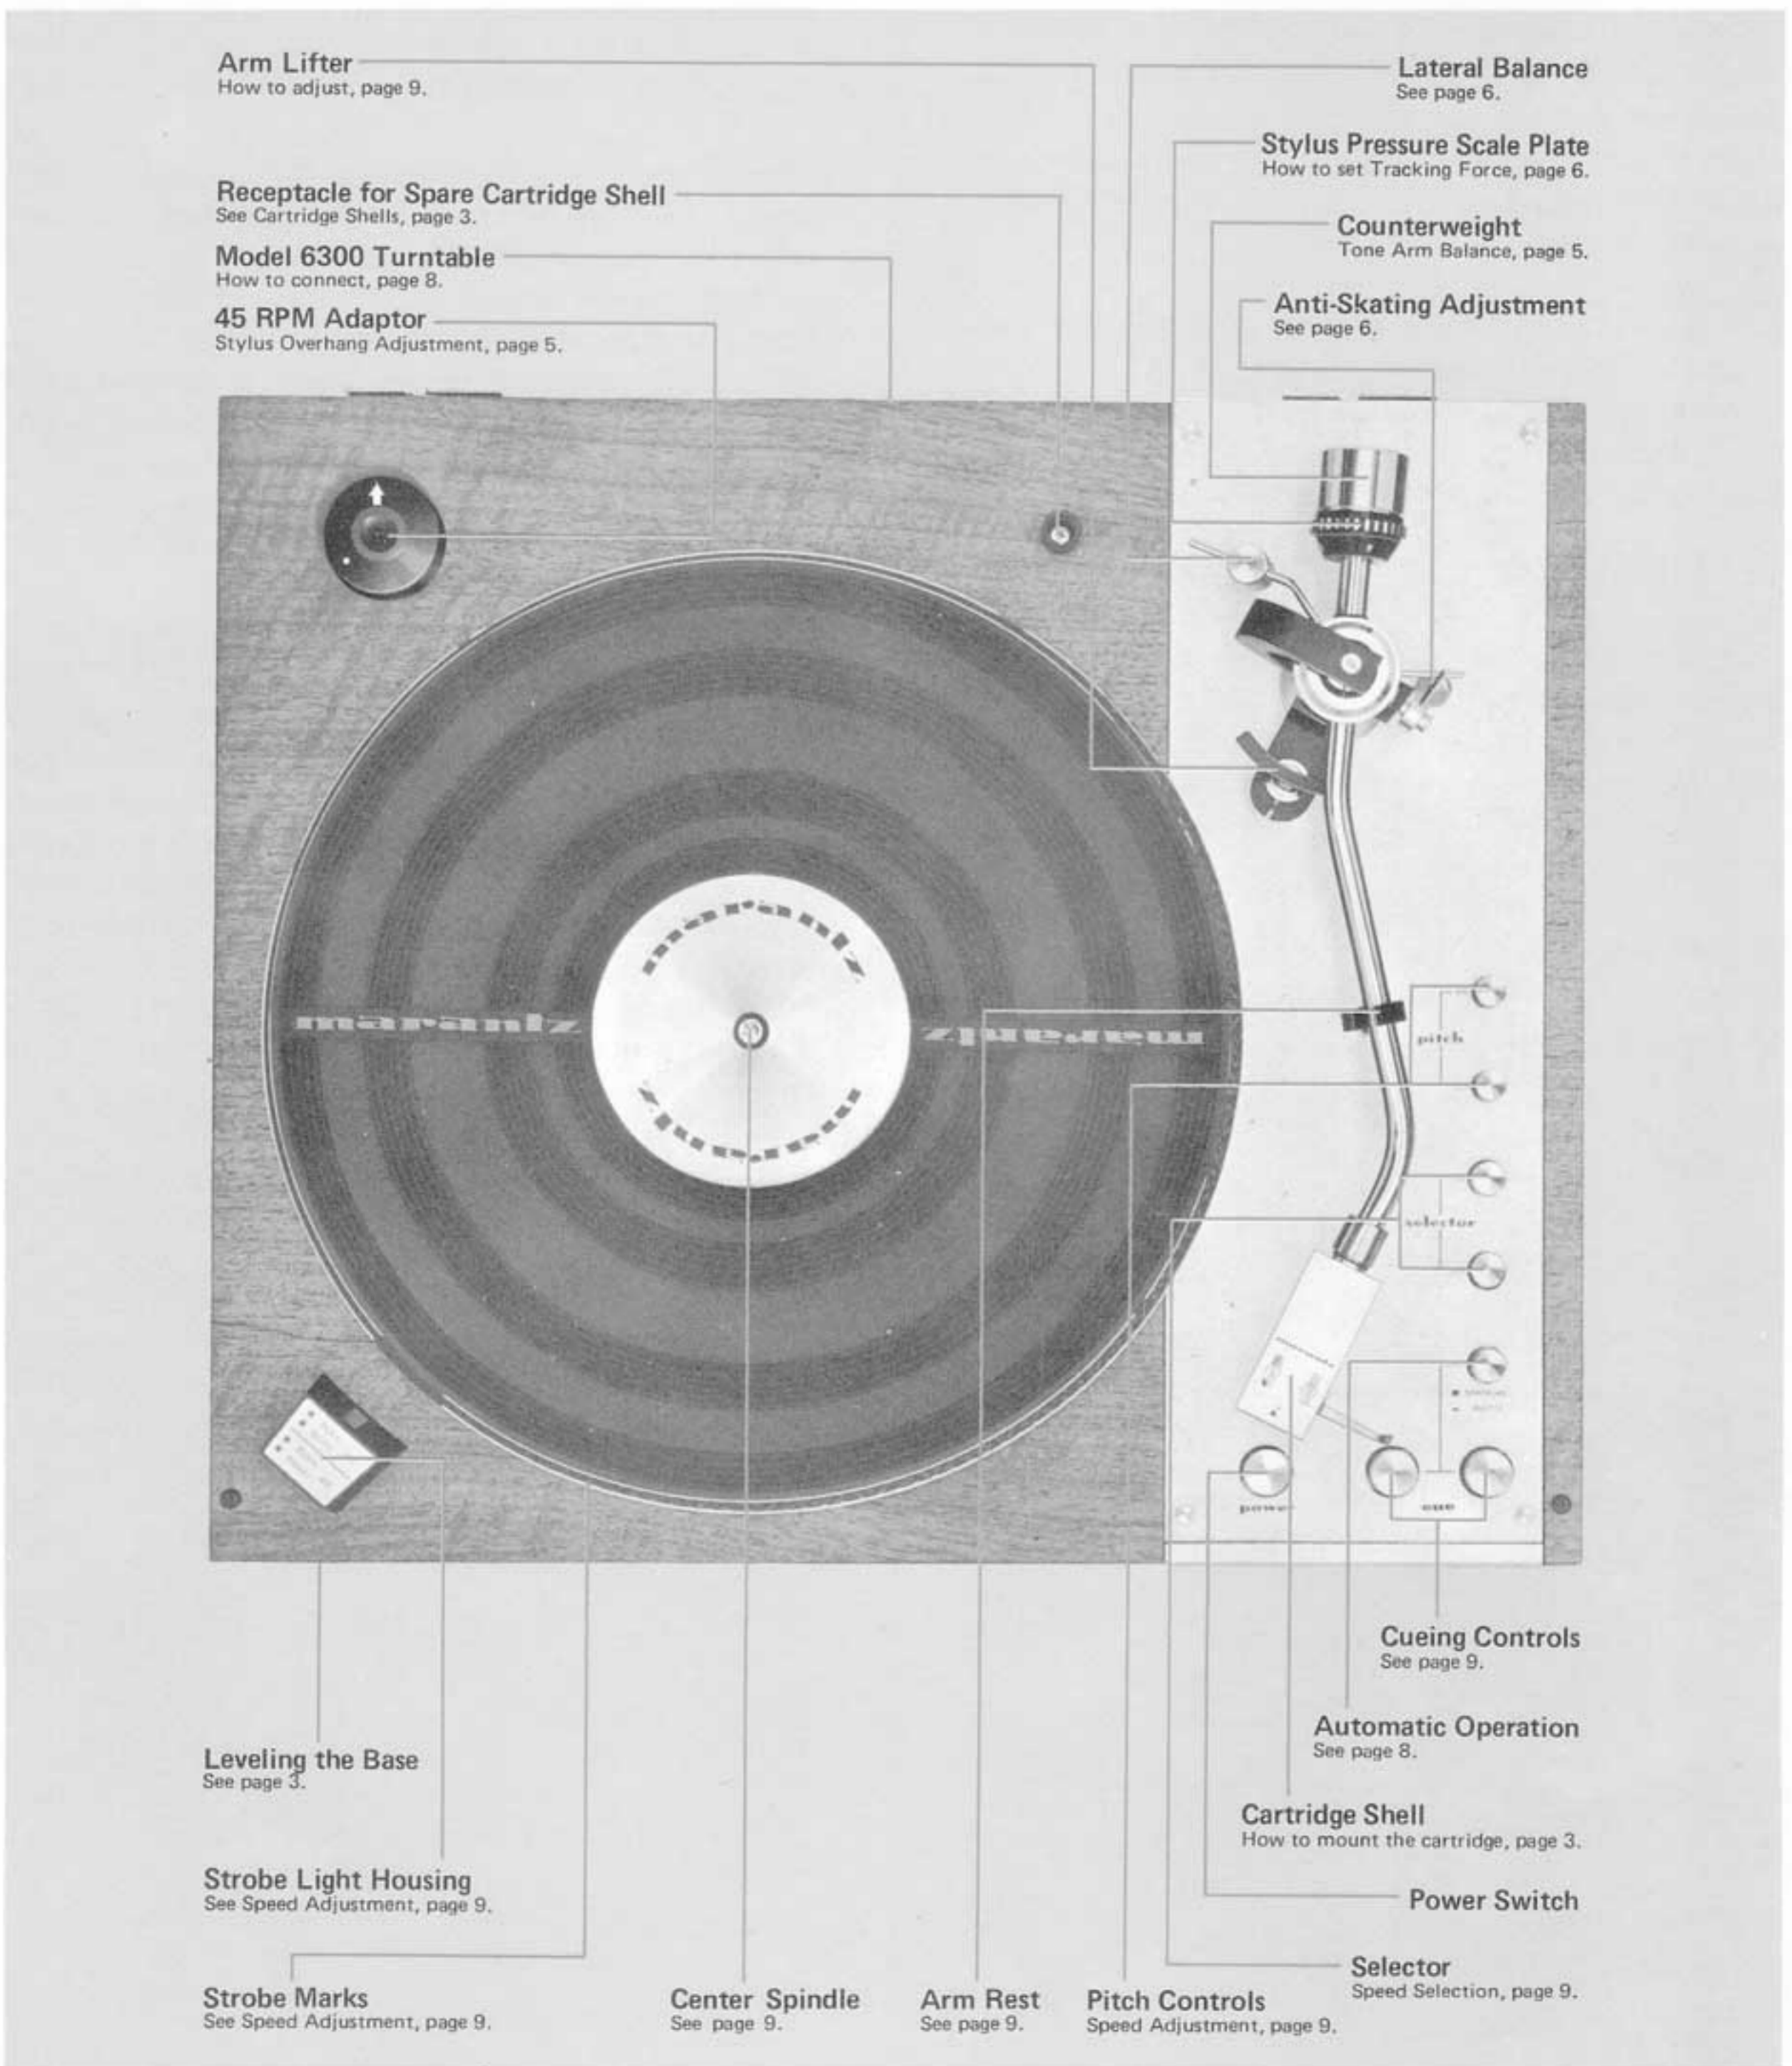 Arm Lifter
How to adjust, page 9.
Receptacle for Spare Cartridge Shell
See Cartridge Shells, page 3.
Model 6300 Turntable
How to connect, page 8.
45 RPM Adaptor
Stylus Overhang Adjustment, page 5.
Lateral Balance
See page 6.
Stylus Pressure Scale Plate
How to set Tracking Force, page 6.
Counterweight
Tone Arm Balance, page 5.
Anti-Skating Adjustment
See page 6.
marantz
marantz
marantz
marantz
pitch
selector
marantz
power
cue
Cueing Controls
See page 9.
Automatic Operation
See page 8.
Cartridge Shell
How to mount the cartridge, page 3.
Power Switch
Selector
Speed Selection, page 9.
Leveling the Base
See page 3.
Strobe Light Housing
See Speed Adjustment, page 9.
Strobe Marks
See Speed Adjustment, page 9.
Center Spindle
See page 9.
Arm Rest
See page 9.
Pitch Controls
Speed Adjustment, page 9.